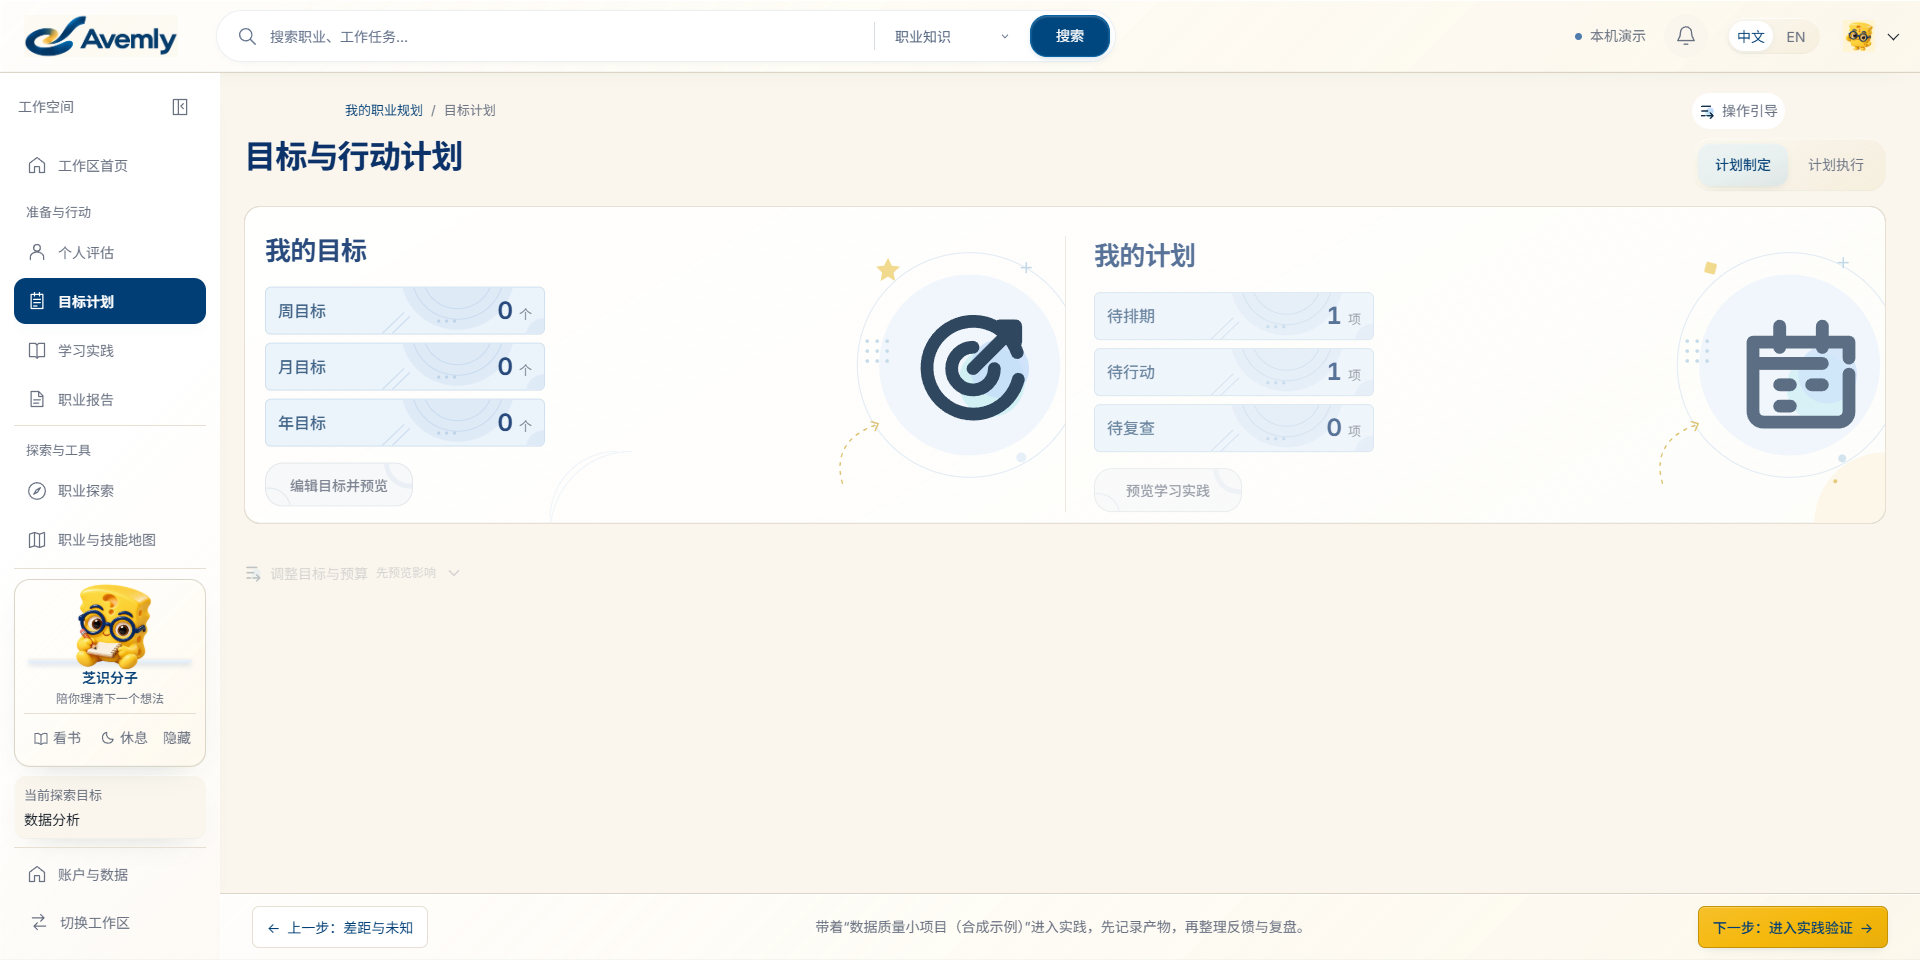 Avemly
搜索职业、工作任务...
职业知识
搜索
本机演示
中文
EN
工作空间
工作区首页
准备与行动
个人评估
目标计划
学习实践
职业报告
探索与工具
职业探索
职业与技能地图
芝识分子
陪你理清下一个想法
看书 休息 隐藏
当前探索目标
数据分析
账户与数据
切换工作区
我的职业规划 / 目标计划
操作引导
目标与行动计划
计划制定 计划执行
我的目标
周目标 0 个
月目标 0 个
年目标 0 个
编辑目标并预览
我的计划
待排期 1 项
待行动 1 项
待复查 0 项
预览学习实践
调整目标与预算 先预览影响
← 上一步：差距与未知
带着“数据质量小项目（合成示例）”进入实践，先记录产物，再整理反馈与复盘。
下一步：进入实践验证 →